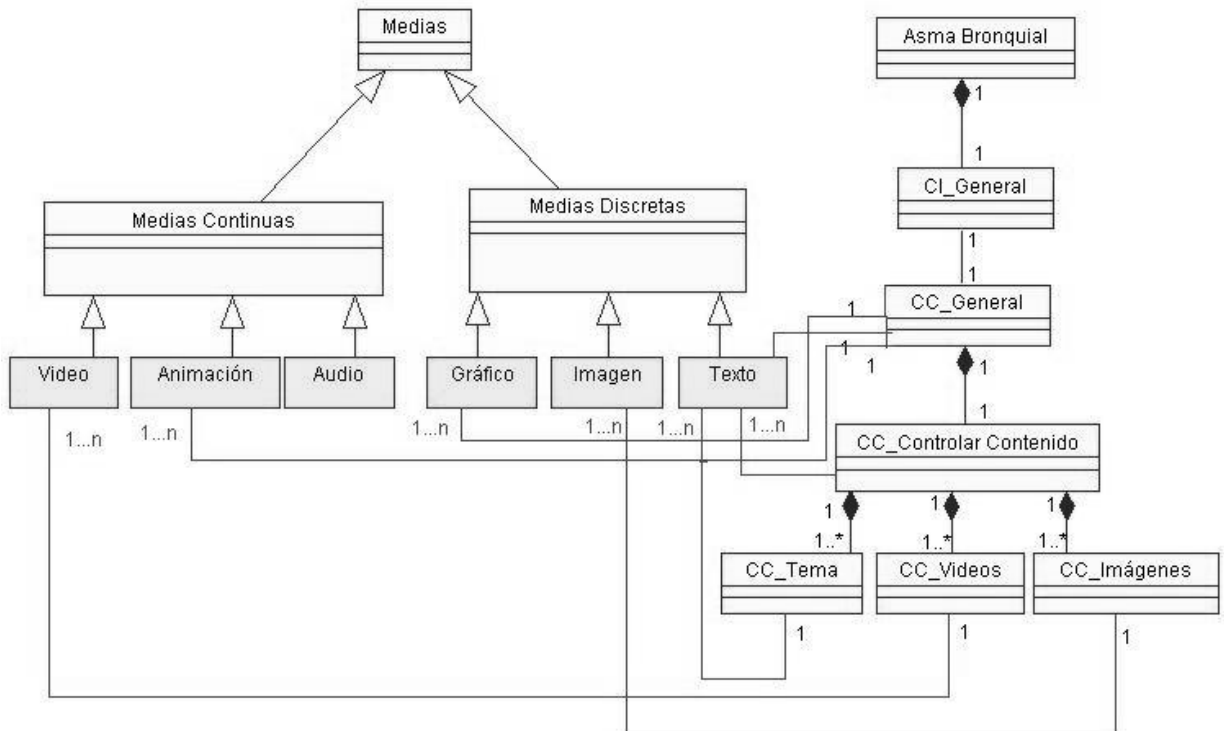 Medias
Asma Bronquial
1
1
CI_General
Medias Continuas
Medias Discretas
1
1
CC_General
1
1
1
Video
Animación
Audio
Gráfico
Imagen
Texto
1
1
1...n
1...n
1...n
1...n
1...n
1...n
CC_Controlar Contenido
1
1
1
1..*
1..*
1..*
CC_Tema
CC_Videos
CC_Imágenes
1
1
1